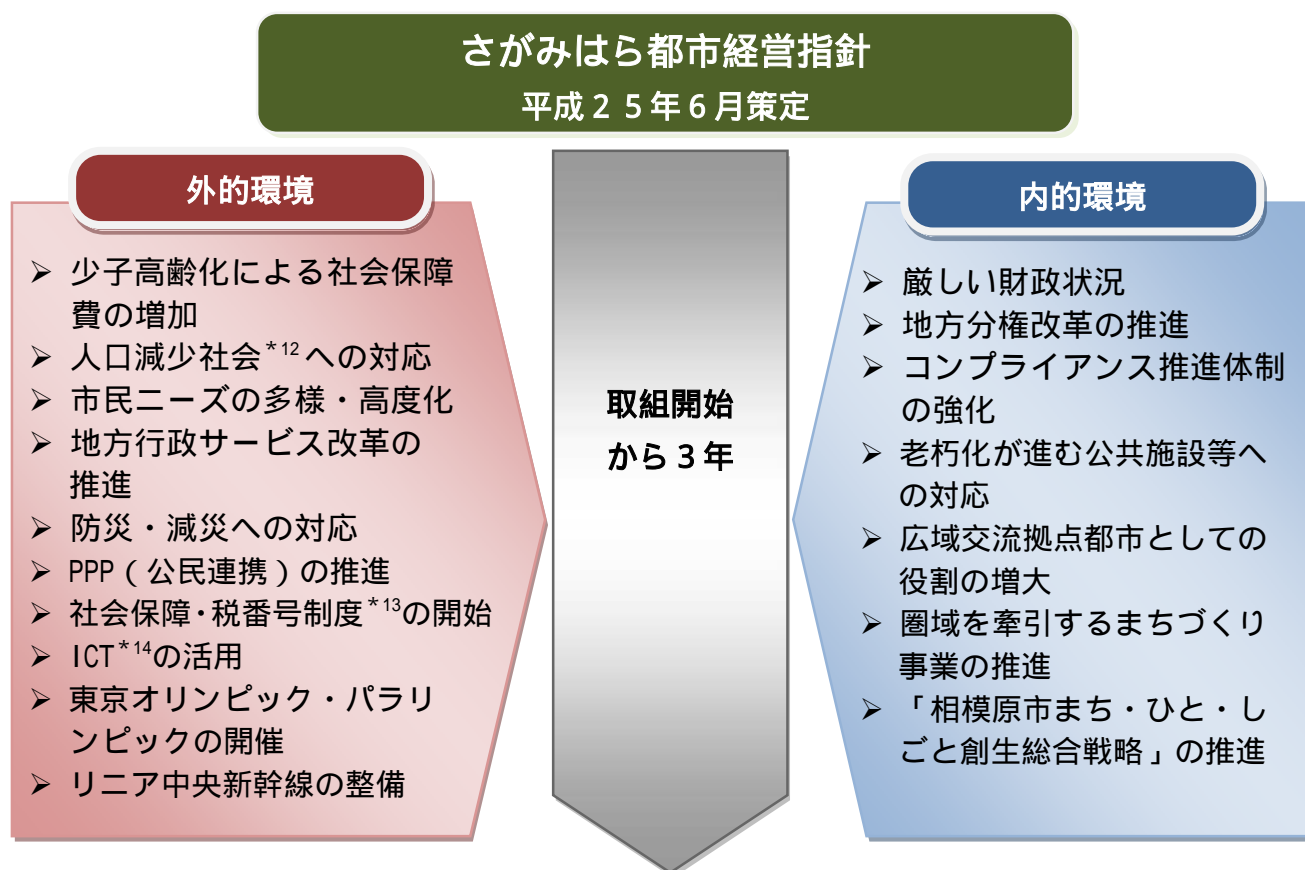 さがみはら都市経営指針
平成２５年６月策定
外的環境
➢ 少子高齢化による社会保障
費の増加
➢ 人口減少社会*12への対応
➢ 市民ニーズの多様・高度化
➢ 地方行政サービス改革の
推進
➢ 防災・減災への対応
➢ PPP（公民連携）の推進
➢ 社会保障・税番号制度*13の開始
➢ ICT*14の活用
➢ 東京オリンピック・パラリ
ンピックの開催
➢ リニア中央新幹線の整備
取組開始
から３年
内的環境
➢ 厳しい財政状況
➢ 地方分権改革の推進
➢ コンプライアンス推進体制
の強化
➢ 老朽化が進む公共施設等へ
の対応
➢ 広域交流拠点都市としての
役割の増大
➢ 圏域を牽引するまちづくり
事業の推進
➢ 「相模原市まち・ひと・し
ごと創生総合戦略」の推進